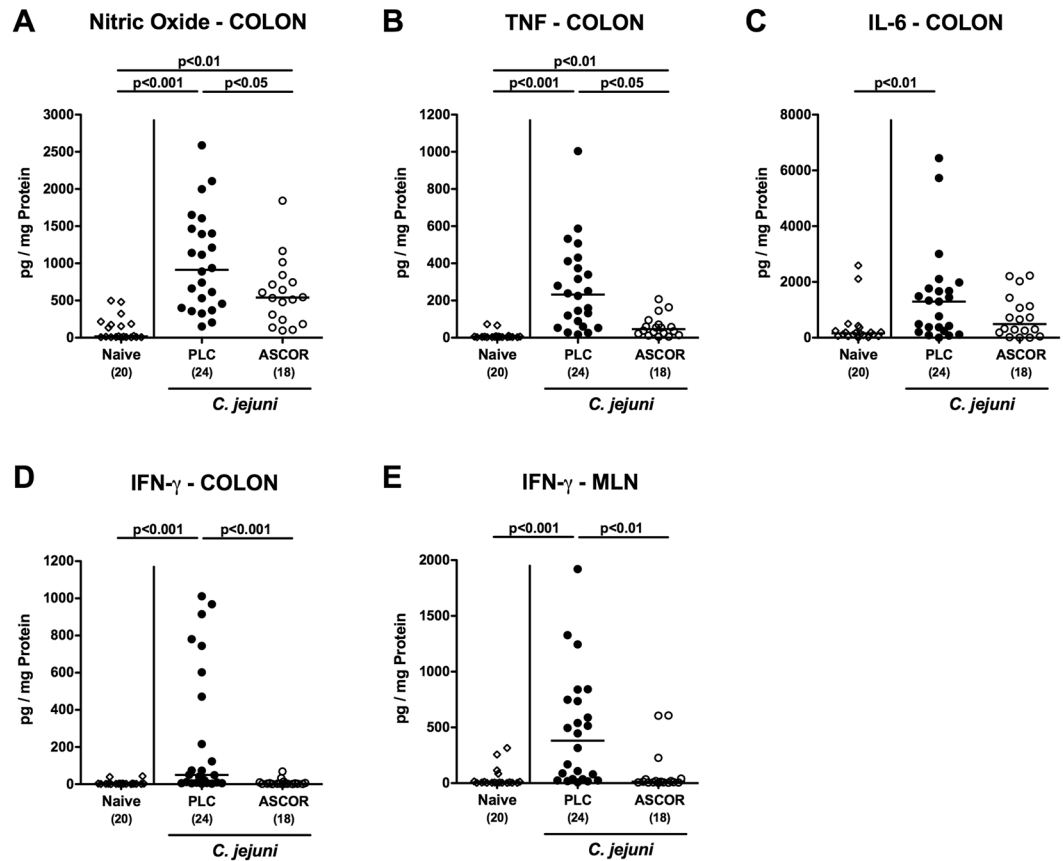 A Nitric Oxide - COLON
p<0.01
p<0.001 p<0.05
3000
2500
2000
1500
1000
500
0
pg / mg Protein
Naive PLC ASCOR
(20) (24) (18)
C. jejuni
B TNF - COLON
p<0.01
p<0.001 p<0.05
1200
1000
800
600
400
200
0
pg / mg Protein
Naive PLC ASCOR
(20) (24) (18)
C. jejuni
C IL-6 - COLON
p<0.01
8000
6000
4000
2000
0
pg / mg Protein
Naive PLC ASCOR
(20) (24) (18)
C. jejuni
D IFN-γ - COLON
p<0.001 p<0.001
1200
1000
800
600
400
200
0
pg / mg Protein
Naive PLC ASCOR
(20) (24) (18)
C. jejuni
E IFN-γ - MLN
p<0.001 p<0.01
2000
1500
1000
500
0
pg / mg Protein
Naive PLC ASCOR
(20) (24) (18)
C. jejuni